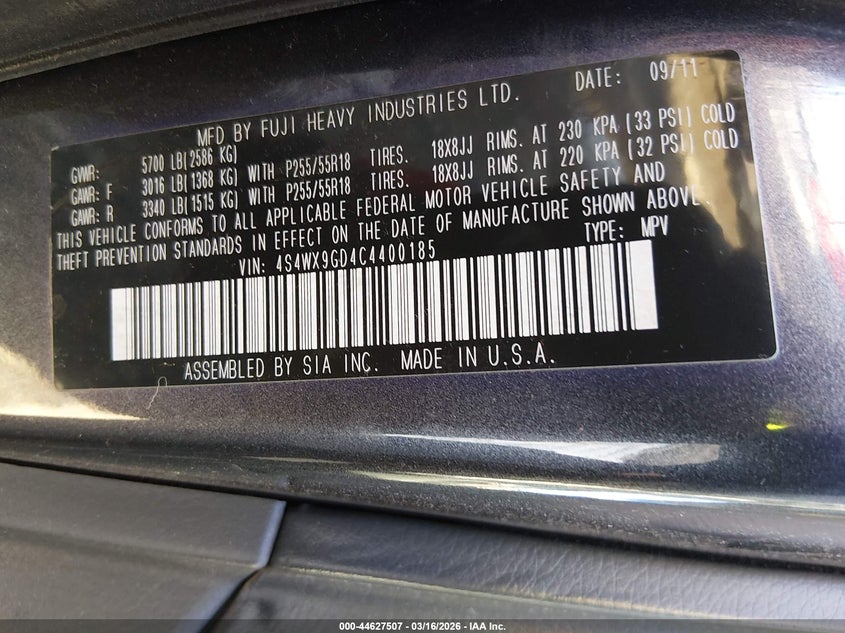 MFD BY FUJI HEAVY INDUSTRIES LTD. DATE: 09/11
GVWR: 5700 LB(2586 KG)
GAWR: F 3016 LB(1368 KG) WITH P255/55R18 TIRES. 18X8JJ RIMS. AT 230 KPA (33 PSI) COLD
GAWR: R 3340 LB(1515 KG) WITH P255/55R18 TIRES. 18X8JJ RIMS. AT 220 KPA (32 PSI) COLD
THIS VEHICLE CONFORMS TO ALL APPLICABLE FEDERAL MOTOR VEHICLE SAFETY AND
THEFT PREVENTION STANDARDS IN EFFECT ON THE DATE OF MANUFACTURE SHOWN ABOVE.
VIN: 4S4WX9GD4C4400185 TYPE: MPV
ASSEMBLED BY SIA INC. MADE IN U.S.A.
000-44627507 - 03/16/2026 - IAA Inc.